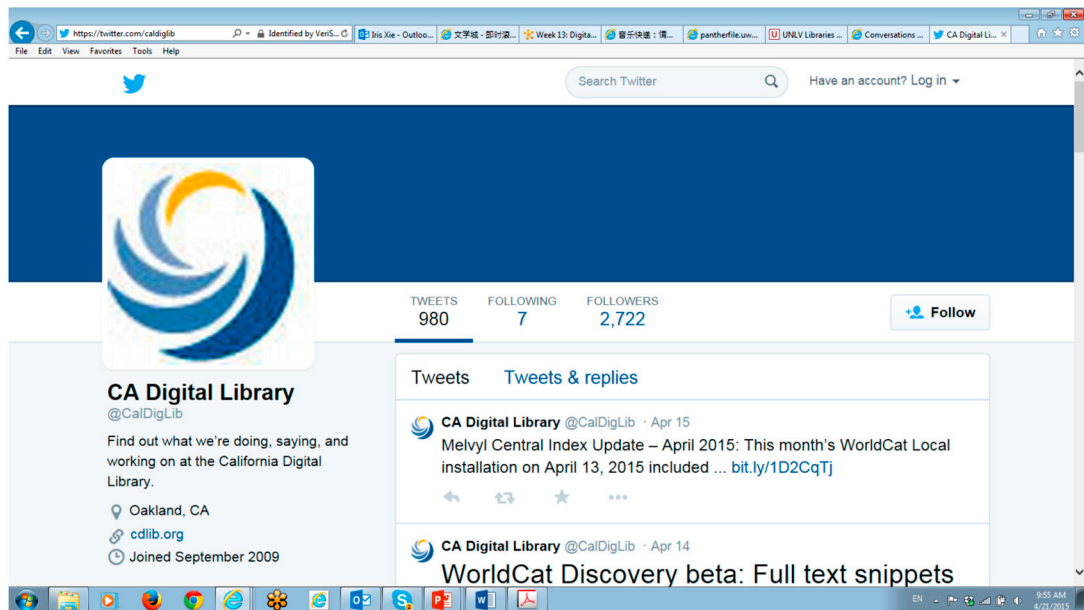 https://twitter.com/caldiglib
Identified by VeriS...
Iris Xie - Outloo...
文学城 - 即时滚...
Week 13: Digita...
音乐快递：情...
pantherfile.uw...
UNLV Libraries ...
Conversations ...
CA Digital Li...
File Edit View Favorites Tools Help
Search Twitter
Have an account? Log in
TWEETS FOLLOWING FOLLOWERS
980 7 2,722
Follow
CA Digital Library
@CalDigLib
Find out what we're doing, saying, and
working on at the California Digital
Library.
Oakland, CA
cdlib.org
Joined September 2009
Tweets Tweets & replies
CA Digital Library @CalDigLib · Apr 15
Melvyl Central Index Update – April 2015: This month's WorldCat Local
installation on April 13, 2015 included ... bit.ly/1D2CqTj
CA Digital Library @CalDigLib · Apr 14
WorldCat Discovery beta: Full text snippets
EN
9:55 AM
4/21/2015